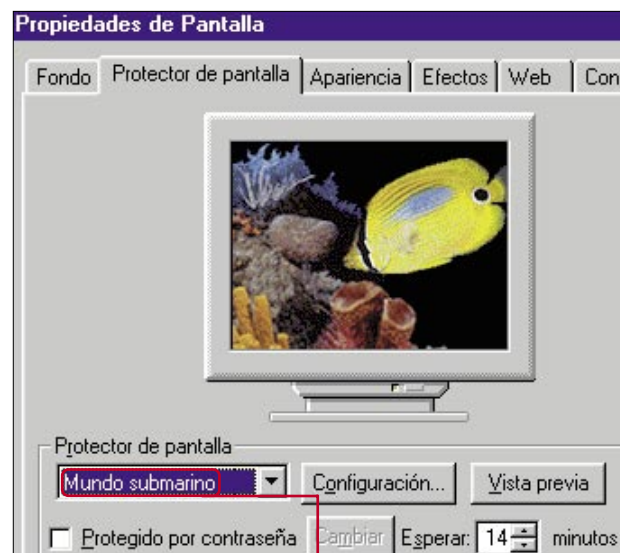 Propiedades de Pantalla
Fondo Protector de pantalla Apariencia Efectos Web Con
Protector de pantalla
Mundo submarino Configuración... Vista previa
Protegido por contraseña Cambiar Esperar: 14 minutos